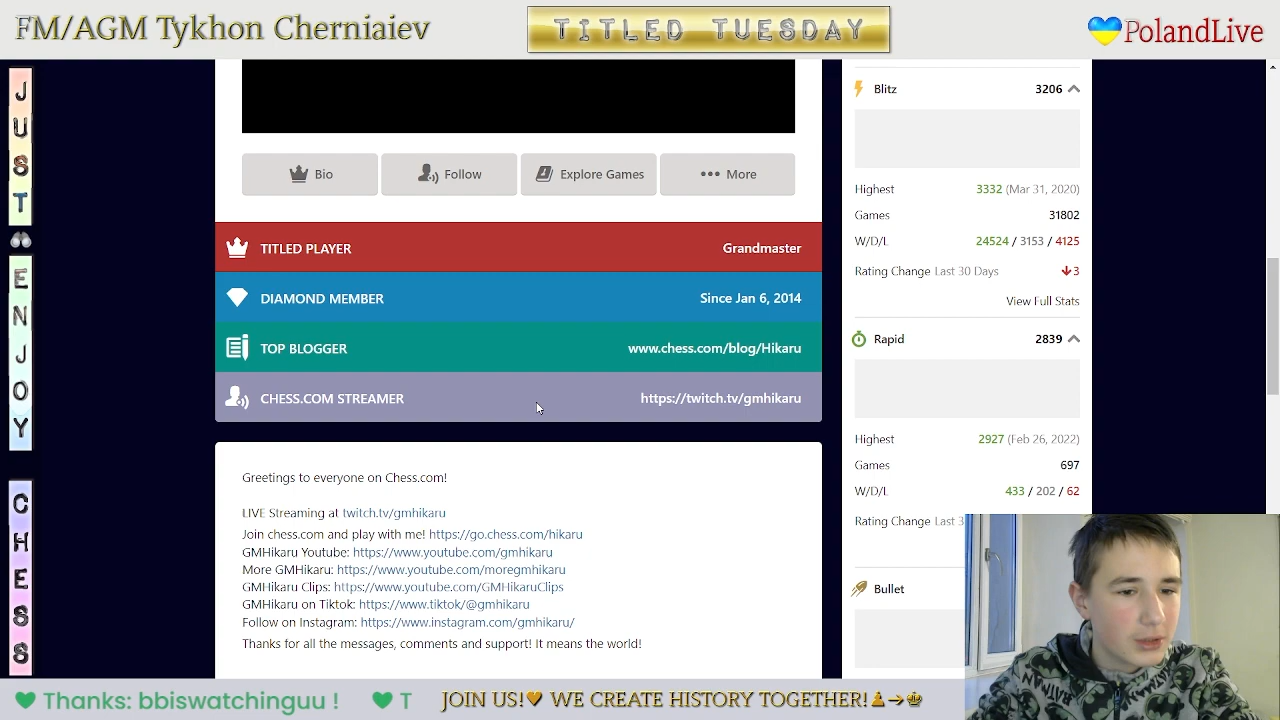 FM/AGM Tykhon Cherniaiev
TITLED TUESDAY
PolandLive
JUST
ENJOY
CHESS
Bio
Follow
Explore Games
More
TITLED PLAYER
Grandmaster
DIAMOND MEMBER
Since Jan 6, 2014
TOP BLOGGER
www.chess.com/blog/Hikaru
CHESS.COM STREAMER
https://twitch.tv/gmhikaru
Greetings to everyone on Chess.com!
LIVE Streaming at twitch.tv/gmhikaru
Join chess.com and play with me! https://go.chess.com/hikaru
GMHikaru Youtube: https://www.youtube.com/gmhikaru
More GMHikaru: https://www.youtube.com/moregmhikaru
GMHikaru Clips: https://www.youtube.com/GMHikaruClips
GMHikaru on Tiktok: https://www.tiktok/@gmhikaru
Follow on Instagram: https://www.instagram.com/gmhikaru/
Thanks for all the messages, comments and support! It means the world!
Blitz 3206
Highest 3332 (Mar 31, 2020)
Games 31802
W/D/L 24524 / 3153 / 4125
Rating Change Last 30 Days 3
View Full Stats
Rapid 2839
Highest 2927 (Feb 26, 2022)
Games 697
W/D/L 433 / 202 / 62
Rating Change Last 3
Bullet
BATMAN
Thanks: bbiswatchinguu ! T
JOIN US! WE CREATE HISTORY TOGETHER!